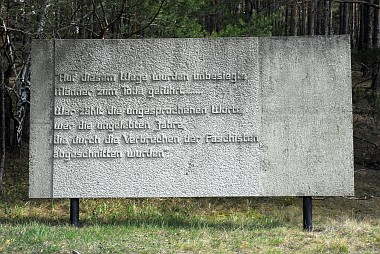 "Auf diesem Wege wurden unbesiegte
Männer zum Tode geführt......
Wer zählt die ungesprochenen Worte,
wer die ungelebten Jahre,
die durch die Verbrechen der Faschisten
abgeschnitten wurden"